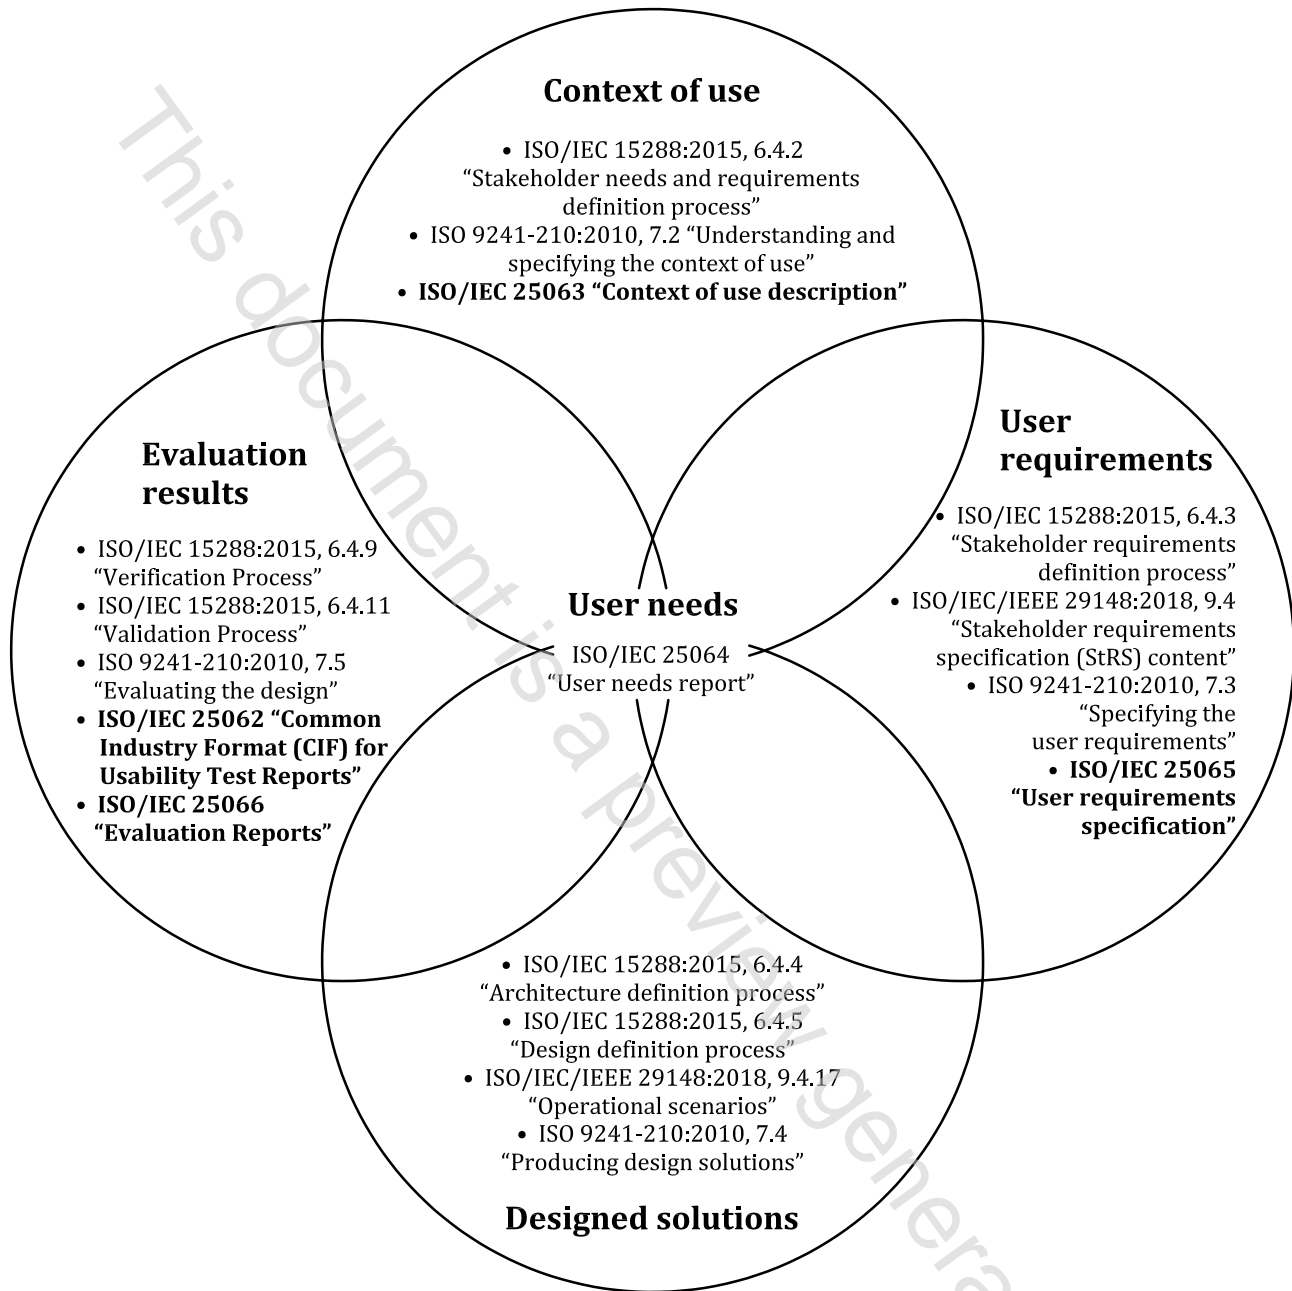 Context of use
• ISO/IEC 15288:2015, 6.4.2
“Stakeholder needs and requirements
definition process”
• ISO 9241-210:2010, 7.2 “Understanding and
specifying the context of use”
• ISO/IEC 25063 “Context of use description”
Evaluation
results
• ISO/IEC 15288:2015, 6.4.9
“Verification Process”
• ISO/IEC 15288:2015, 6.4.11
“Validation Process”
• ISO 9241-210:2010, 7.5
“Evaluating the design”
• ISO/IEC 25062 “Common
Industry Format (CIF) for
Usability Test Reports”
• ISO/IEC 25066
“Evaluation Reports”
User needs
ISO/IEC 25064
“User needs report”
User
requirements
• ISO/IEC 15288:2015, 6.4.3
“Stakeholder requirements
definition process”
• ISO/IEC/IEEE 29148:2018, 9.4
“Stakeholder requirements
specification (StRS) content”
• ISO 9241-210:2010, 7.3
“Specifying the
user requirements”
• ISO/IEC 25065
“User requirements
specification”
• ISO/IEC 15288:2015, 6.4.4
“Architecture definition process”
• ISO/IEC 15288:2015, 6.4.5
“Design definition process”
• ISO/IEC/IEEE 29148:2018, 9.4.17
“Operational scenarios”
• ISO 9241-210:2010, 7.4
“Producing design solutions”
Designed solutions
This document is a preview genera